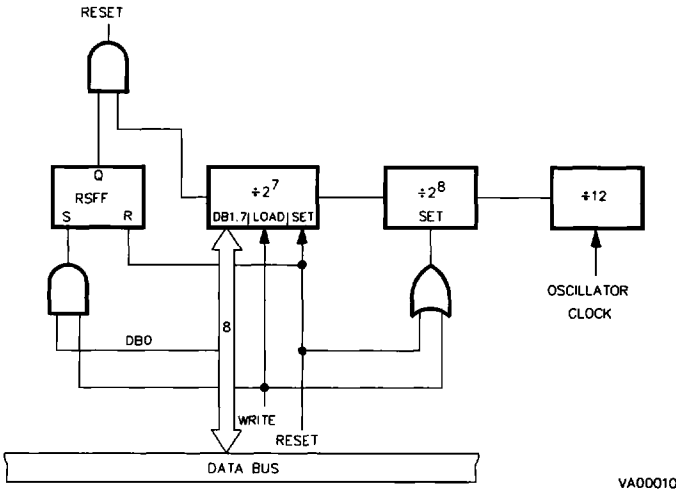 RESET
Q
RSFF
S R
÷2⁷
DB1.7 LOAD SET
÷2⁸
SET
÷12
OSCILLATOR
CLOCK
8
DB0
WRITE
RESET
DATA BUS
VA00010